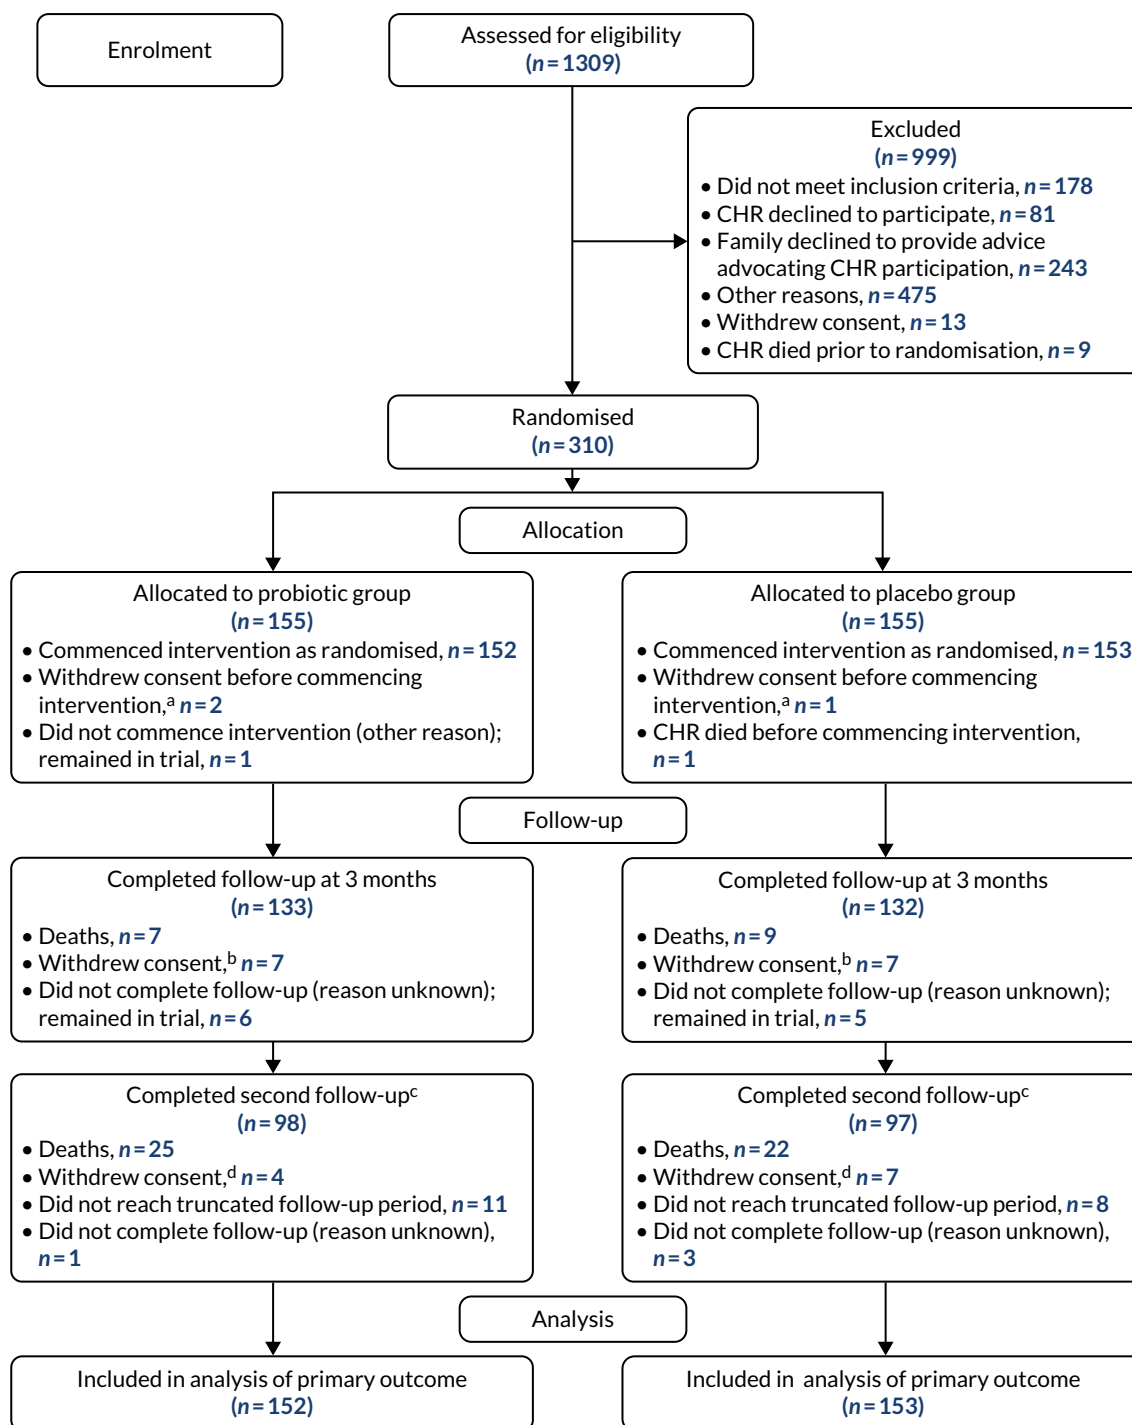 Enrolment
Assessed for eligibility
(n=1309)
Excluded
(n=999)
• Did not meet inclusion criteria, n=178
• CHR declined to participate, n=81
• Family declined to provide advice
advocating CHR participation, n=243
• Other reasons, n=475
• Withdrew consent, n=13
• CHR died prior to randomisation, n=9
Randomised
(n=310)
Allocation
Allocated to probiotic group
(n=155)
• Commenced intervention as randomised, n=152
• Withdrew consent before commencing
intervention,a n=2
• Did not commence intervention (other reason);
remained in trial, n=1
Allocated to placebo group
(n=155)
• Commenced intervention as randomised, n=153
• Withdrew consent before commencing
intervention,a n=1
• CHR died before commencing intervention,
n=1
Follow-up
Completed follow-up at 3 months
(n=133)
• Deaths, n=7
• Withdrew consent,b n=7
• Did not complete follow-up (reason unknown);
remained in trial, n=6
Completed follow-up at 3 months
(n=132)
• Deaths, n=9
• Withdrew consent,b n=7
• Did not complete follow-up (reason unknown);
remained in trial, n=5
Completed second follow-upc
(n=98)
• Deaths, n=25
• Withdrew consent,d n=4
• Did not reach truncated follow-up period, n=11
• Did not complete follow-up (reason unknown),
n=1
Completed second follow-upc
(n=97)
• Deaths, n=22
• Withdrew consent,d n=7
• Did not reach truncated follow-up period, n=8
• Did not complete follow-up (reason unknown),
n=3
Analysis
Included in analysis of primary outcome
(n=152)
Included in analysis of primary outcome
(n=153)